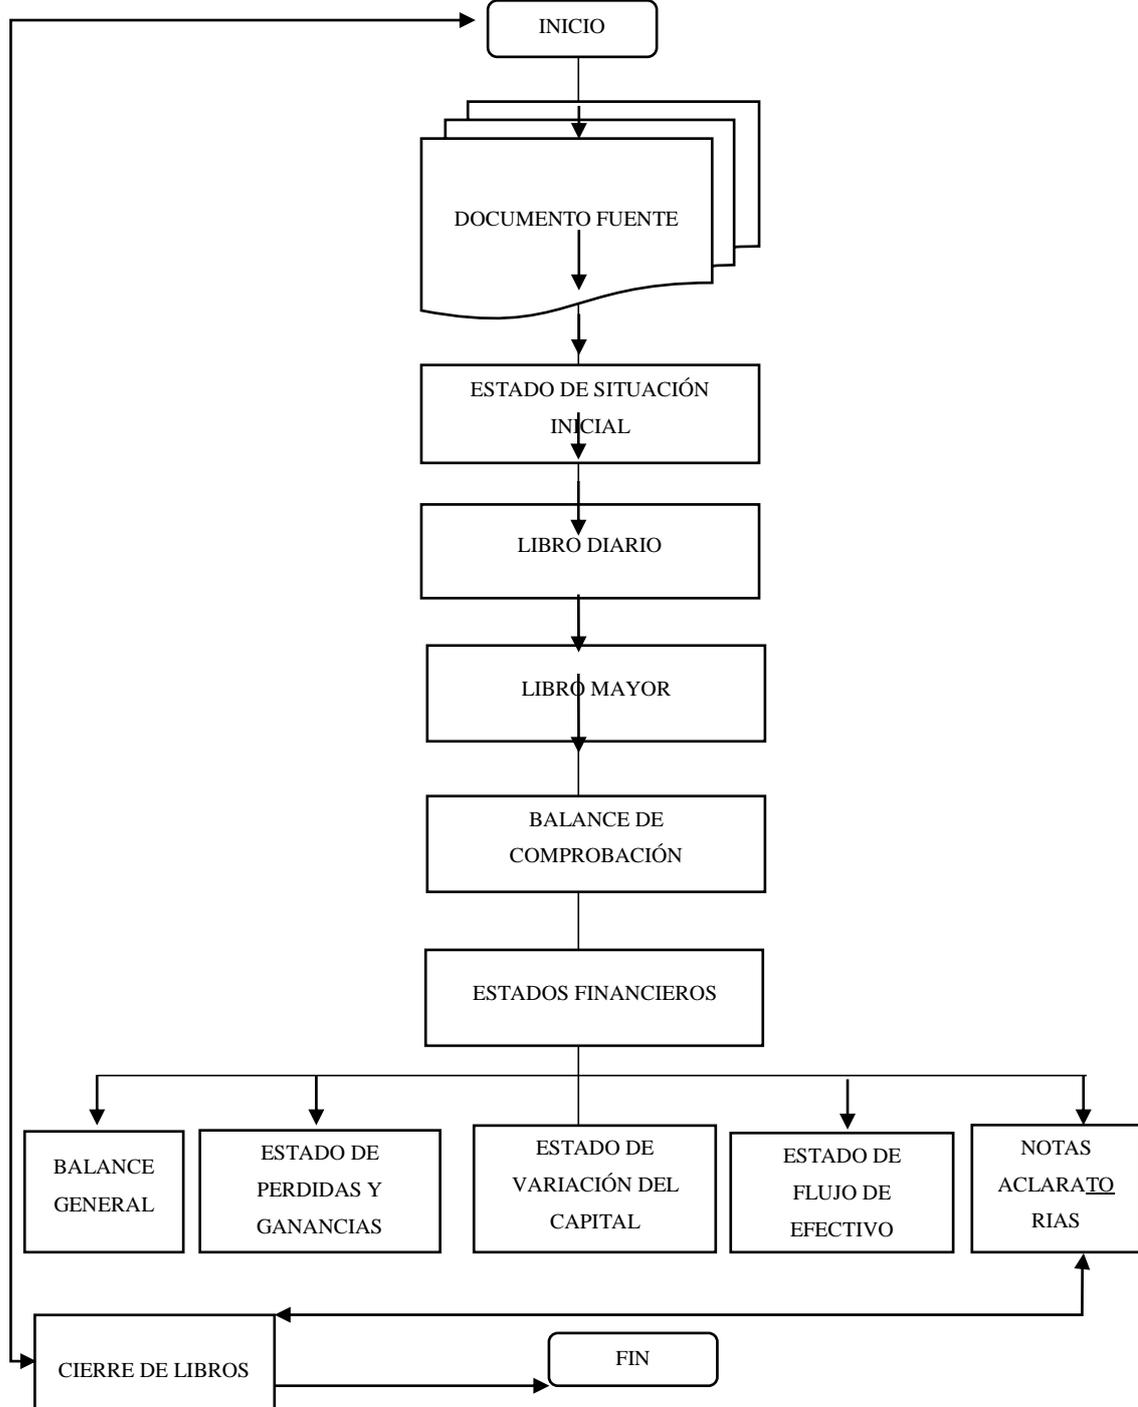 INICIO
DOCUMENTO FUENTE
ESTADO DE SITUACIÓN
INICIAL
LIBRO DIARIO
LIBRO MAYOR
BALANCE DE
COMPROBACIÓN
ESTADOS FINANCIEROS
BALANCE
GENERAL
ESTADO DE
PERDIDAS Y
GANANCIAS
ESTADO DE
VARIACIÓN DEL
CAPITAL
ESTADO DE
FLUJO DE
EFECTIVO
NOTAS
ACLARATO
RIAS
CIERRE DE LIBROS
FIN